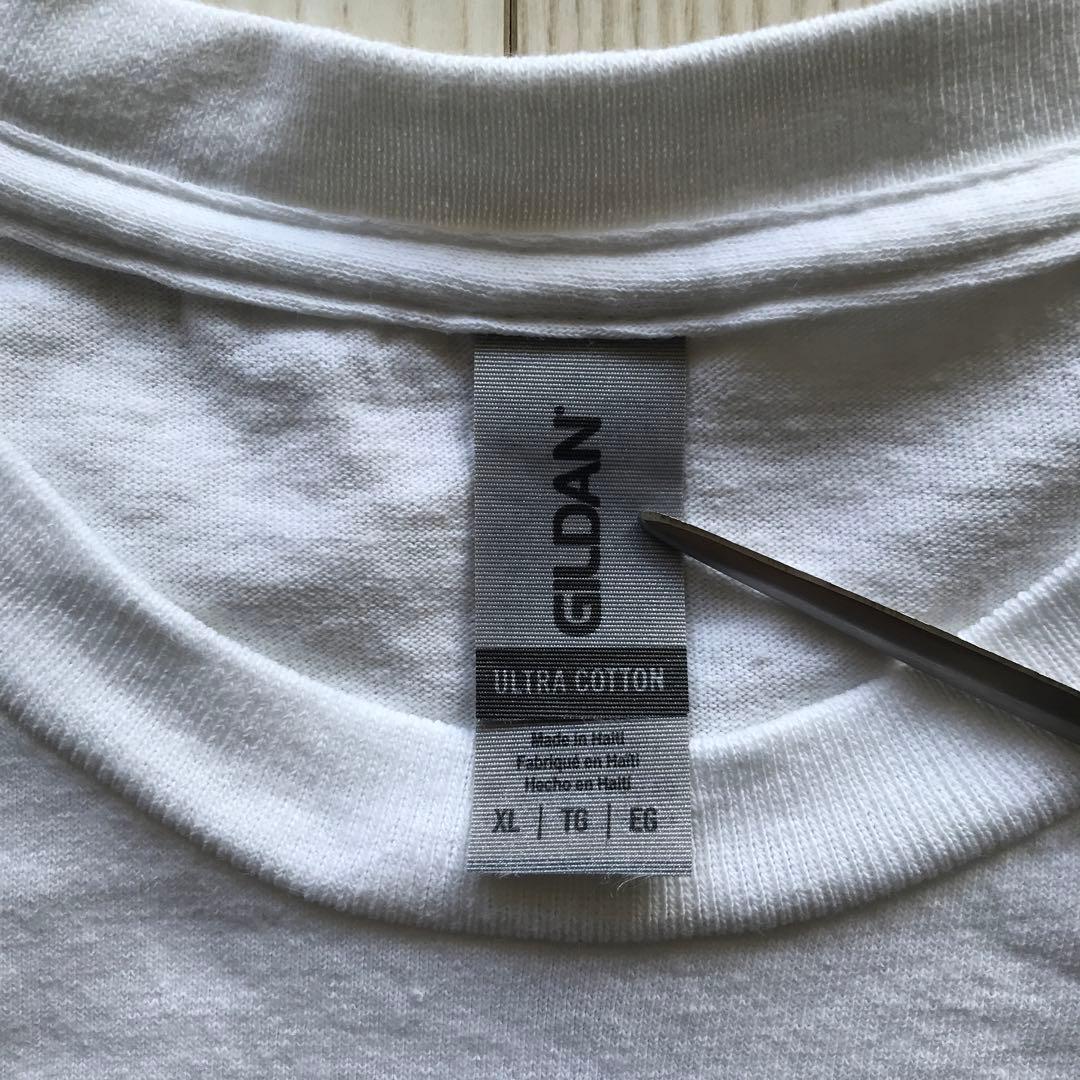 GILDAN®
ULTRA COTTON
Made in Haiti
Fabriqué en Haïti
Hecho en Haití
XL | TG | EG